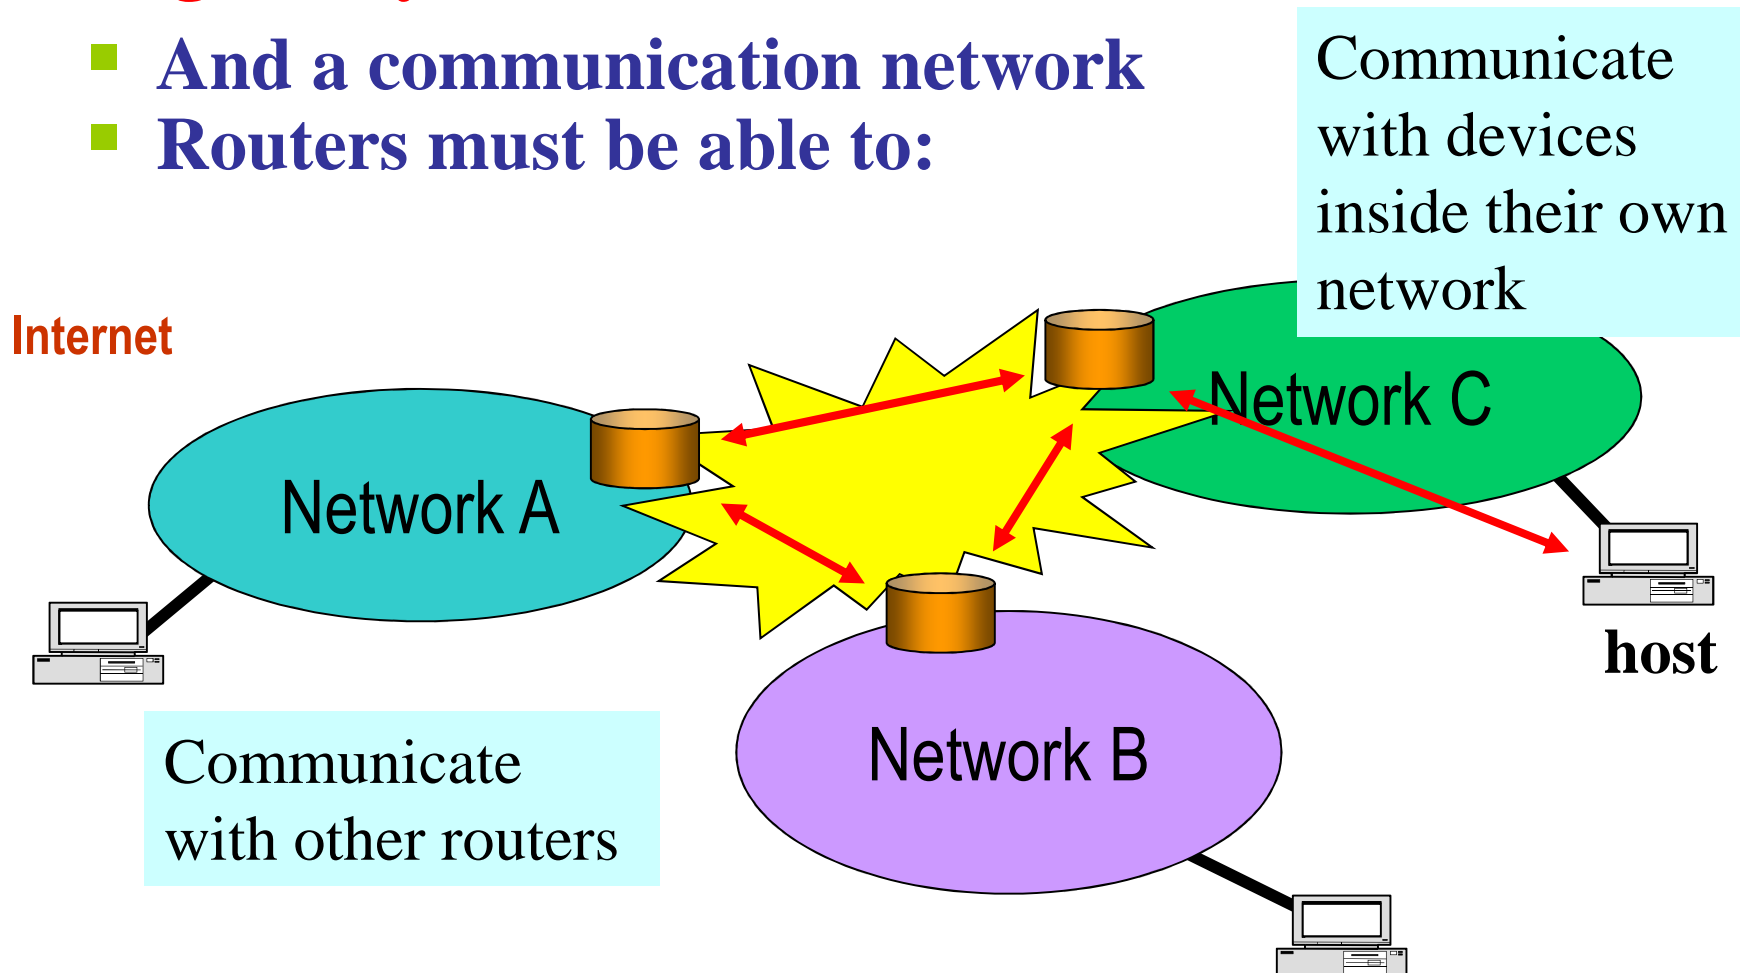 And a communication network
Routers must be able to:
Communicate
with devices
inside their own
network
Internet
Network C
Network A
host
Network B
Communicate
with other routers